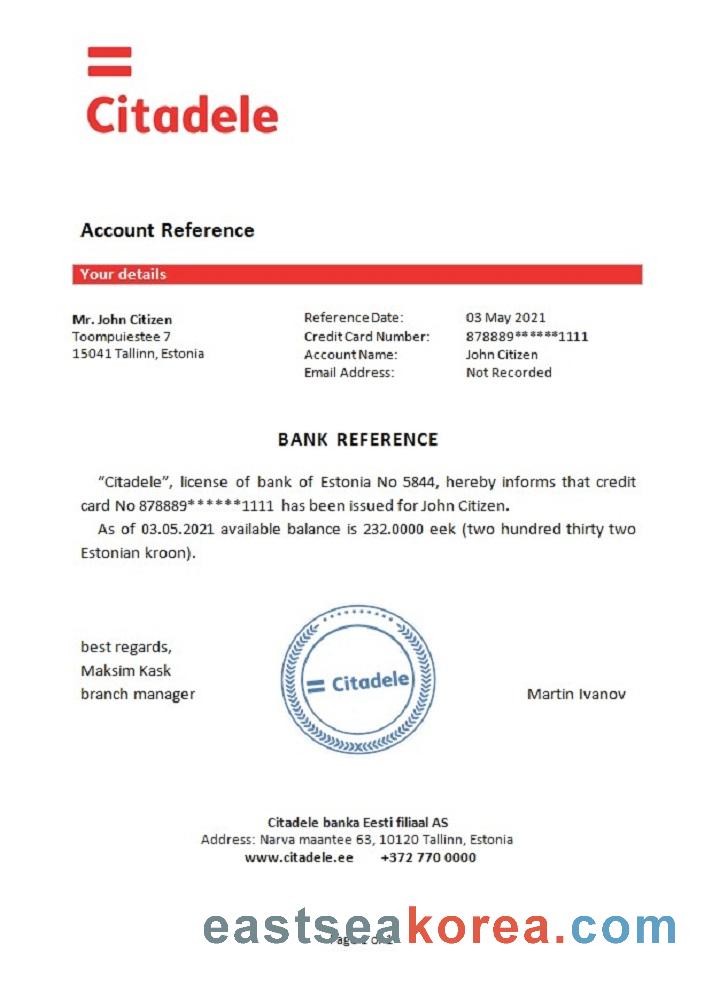 Citadele
Account Reference
Your details
Mr. John Citizen
Toompuiestee 7
15041 Tallinn, Estonia
Reference Date: 03 May 2021
Credit Card Number: 878889******1111
Account Name: John Citizen
Email Address: Not Recorded
BANK REFERENCE
“Citadele”, license of bank of Estonia No 5844, hereby informs that credit
card No 878889******1111 has been issued for John Citizen.
As of 03.05.2021 available balance is 232.0000 eek (two hundred thirty two
Estonian kroon).
best regards,
Maksim Kask
branch manager
Citadele
Martin Ivanov
Citadele banka Eesti filiaal AS
Address: Narva maantee 63, 10120 Tallinn, Estonia
www.citadele.ee +372 770 0000
eastseakorea.com